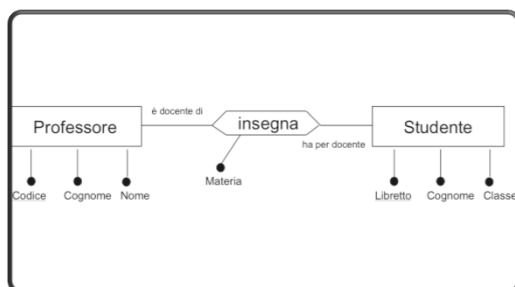 è docente di
insegna
Professore
Studente
ha per docente
Materia
Codice Cognome Nome
Libretto Cognome Classe